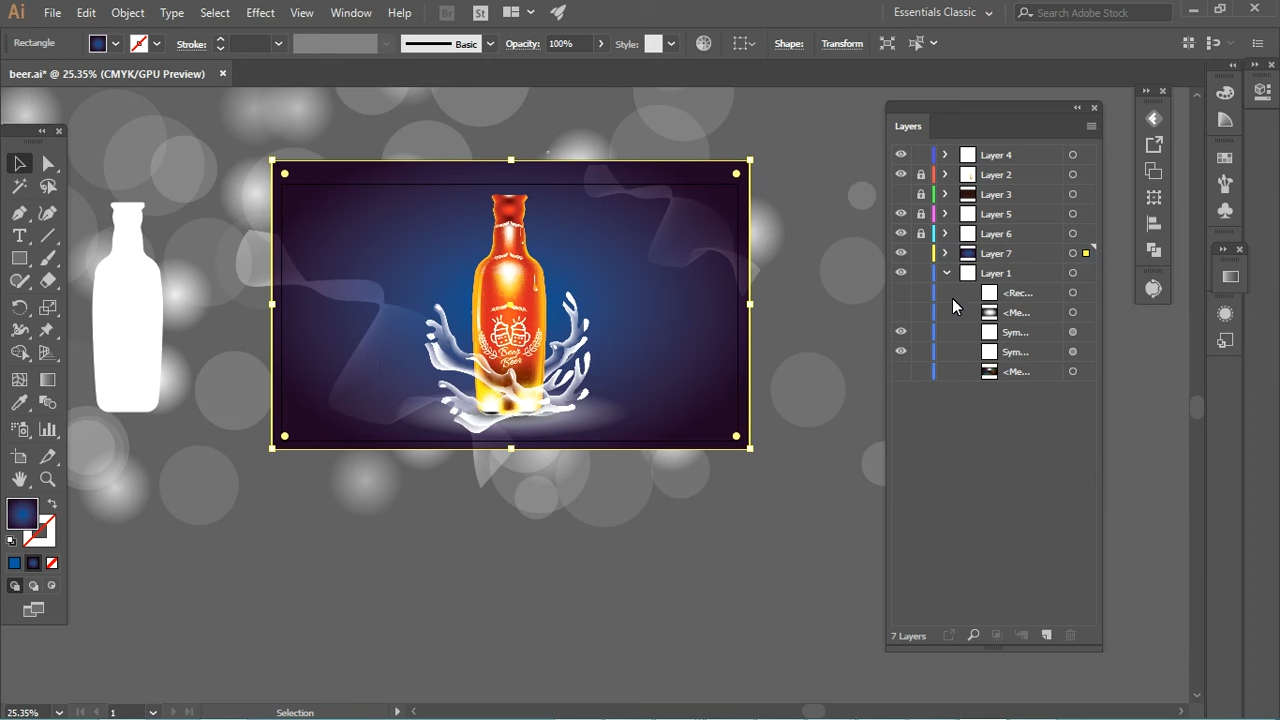 Ai File Edit Object Type Select Effect View Window Help Br St Essentials Classic Search Adobe Stock
Rectangle Stroke: Basic Opacity: 100% Style: Shape: Transform
beer.ai* @ 25.35% (CMYK/GPU Preview)
Layers
Layer 4
Layer 2
Layer 3
Layer 5
Layer 6
Layer 7
Layer 1
<Rec...
<Me...
Sym...
Sym...
<Me...
Beez
Beer
7 Layers
25.35% 1 Selection